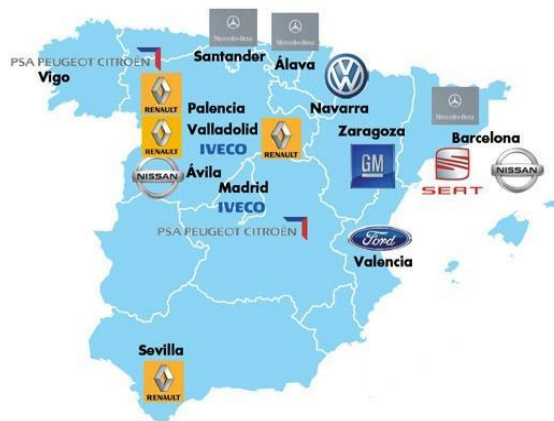 Mercedes-Benz
Mercedes-Benz
PSA PEUGEOT CITROËN
Santander
Álava
Vigo
Navarra
Mercedes-Benz
RENAULT
Palencia
Valladolid
Zaragoza
Barcelona
RENAULT
IVECO
RENAULT
GM
SEAT
NISSAN
NISSAN
Ávila
Madrid
IVECO
PSA PEUGEOT CITROËN
Ford
Valencia
Sevilla
RENAULT